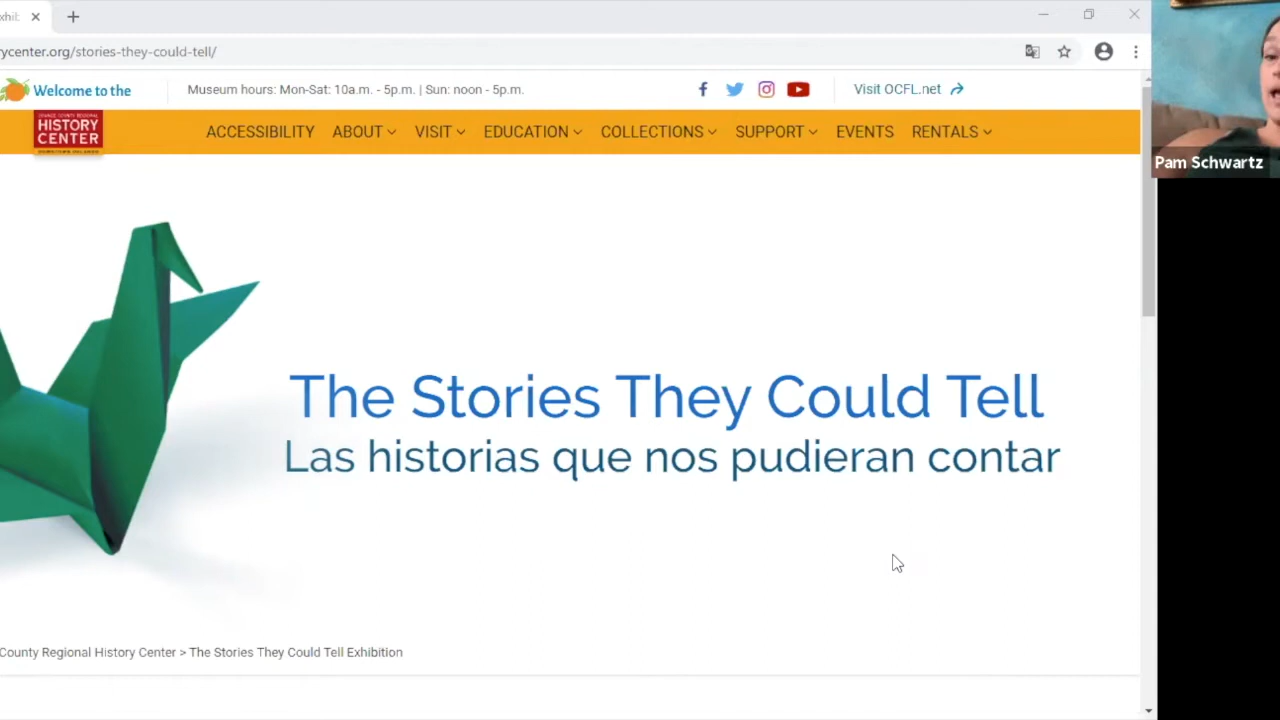 xhib
rycenter.org/stories-they-could-tell/
Welcome to the
Museum hours: Mon-Sat: 10a.m. - 5p.m. | Sun: noon - 5p.m.
Visit OCFL.net
HISTORY
CENTER
ACCESSIBILITY ABOUT VISIT EDUCATION COLLECTIONS SUPPORT EVENTS RENTALS
Pam Schwartz
The Stories They Could Tell
Las historias que nos pudieran contar
County Regional History Center > The Stories They Could Tell Exhibition